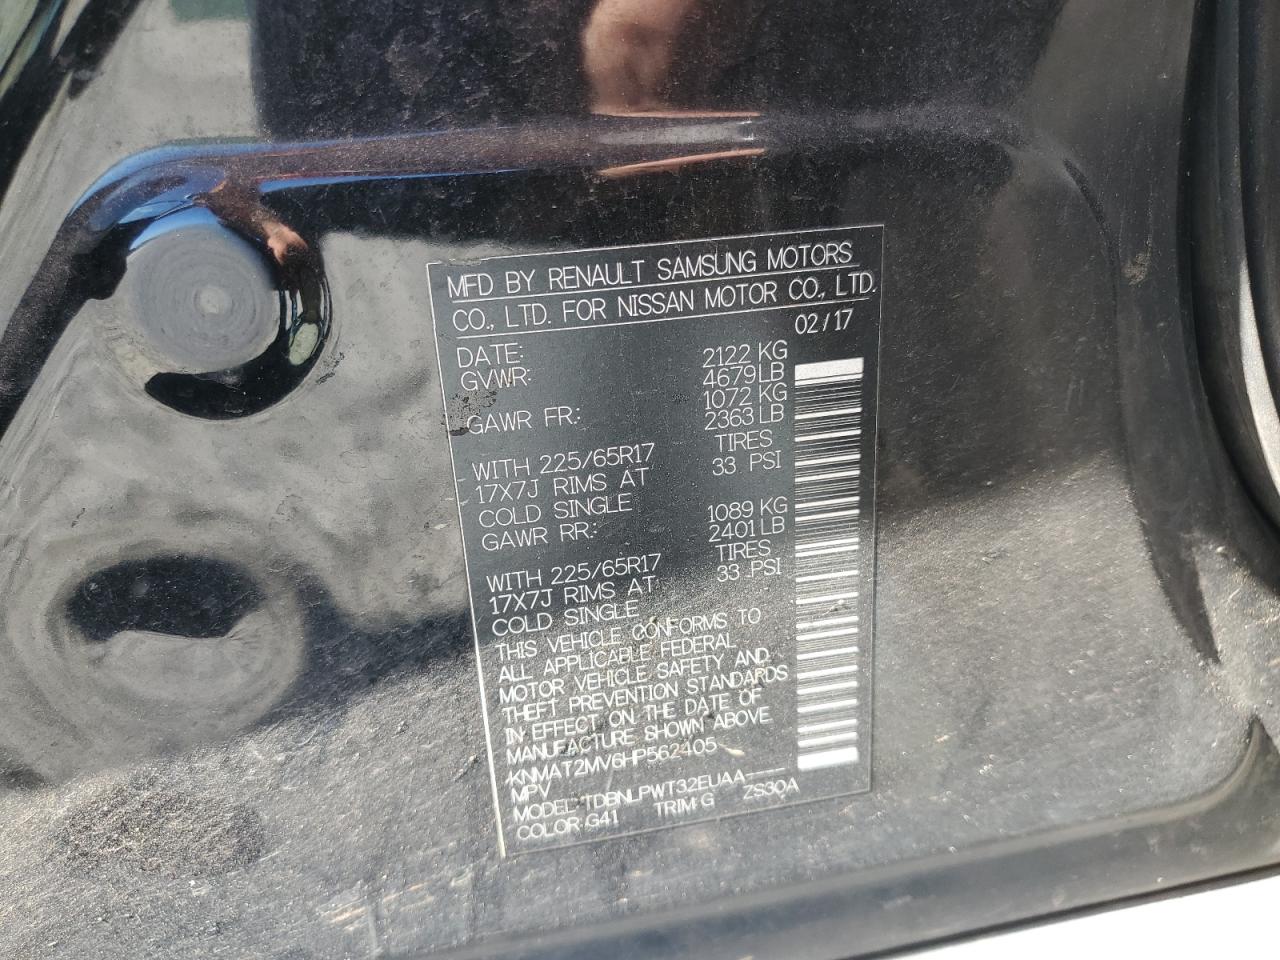 MFD BY RENAULT SAMSUNG MOTORS
CO., LTD. FOR NISSAN MOTOR CO., LTD.
DATE: 02/17
GVWR: 2122 KG
4679 LB
GAWR FR.: 1072 KG
2363 LB
WITH 225/65R17 TIRES
17X7J RIMS AT 33 PSI
COLD SINGLE
GAWR RR: 1089 KG
2401 LB
WITH 225/65R17 TIRES
17X7J RIMS AT 33 PSI
COLD SINGLE
THIS VEHICLE CONFORMS TO
ALL APPLICABLE FEDERAL
MOTOR VEHICLE SAFETY AND
THEFT PREVENTION STANDARDS
IN EFFECT ON THE DATE OF
MANUFACTURE SHOWN ABOVE
KNMAT2MV6HP562405
MPV
MODEL:TDBNLPWT32EUAA----
COLOR:G41 TRIM:G ZS30A